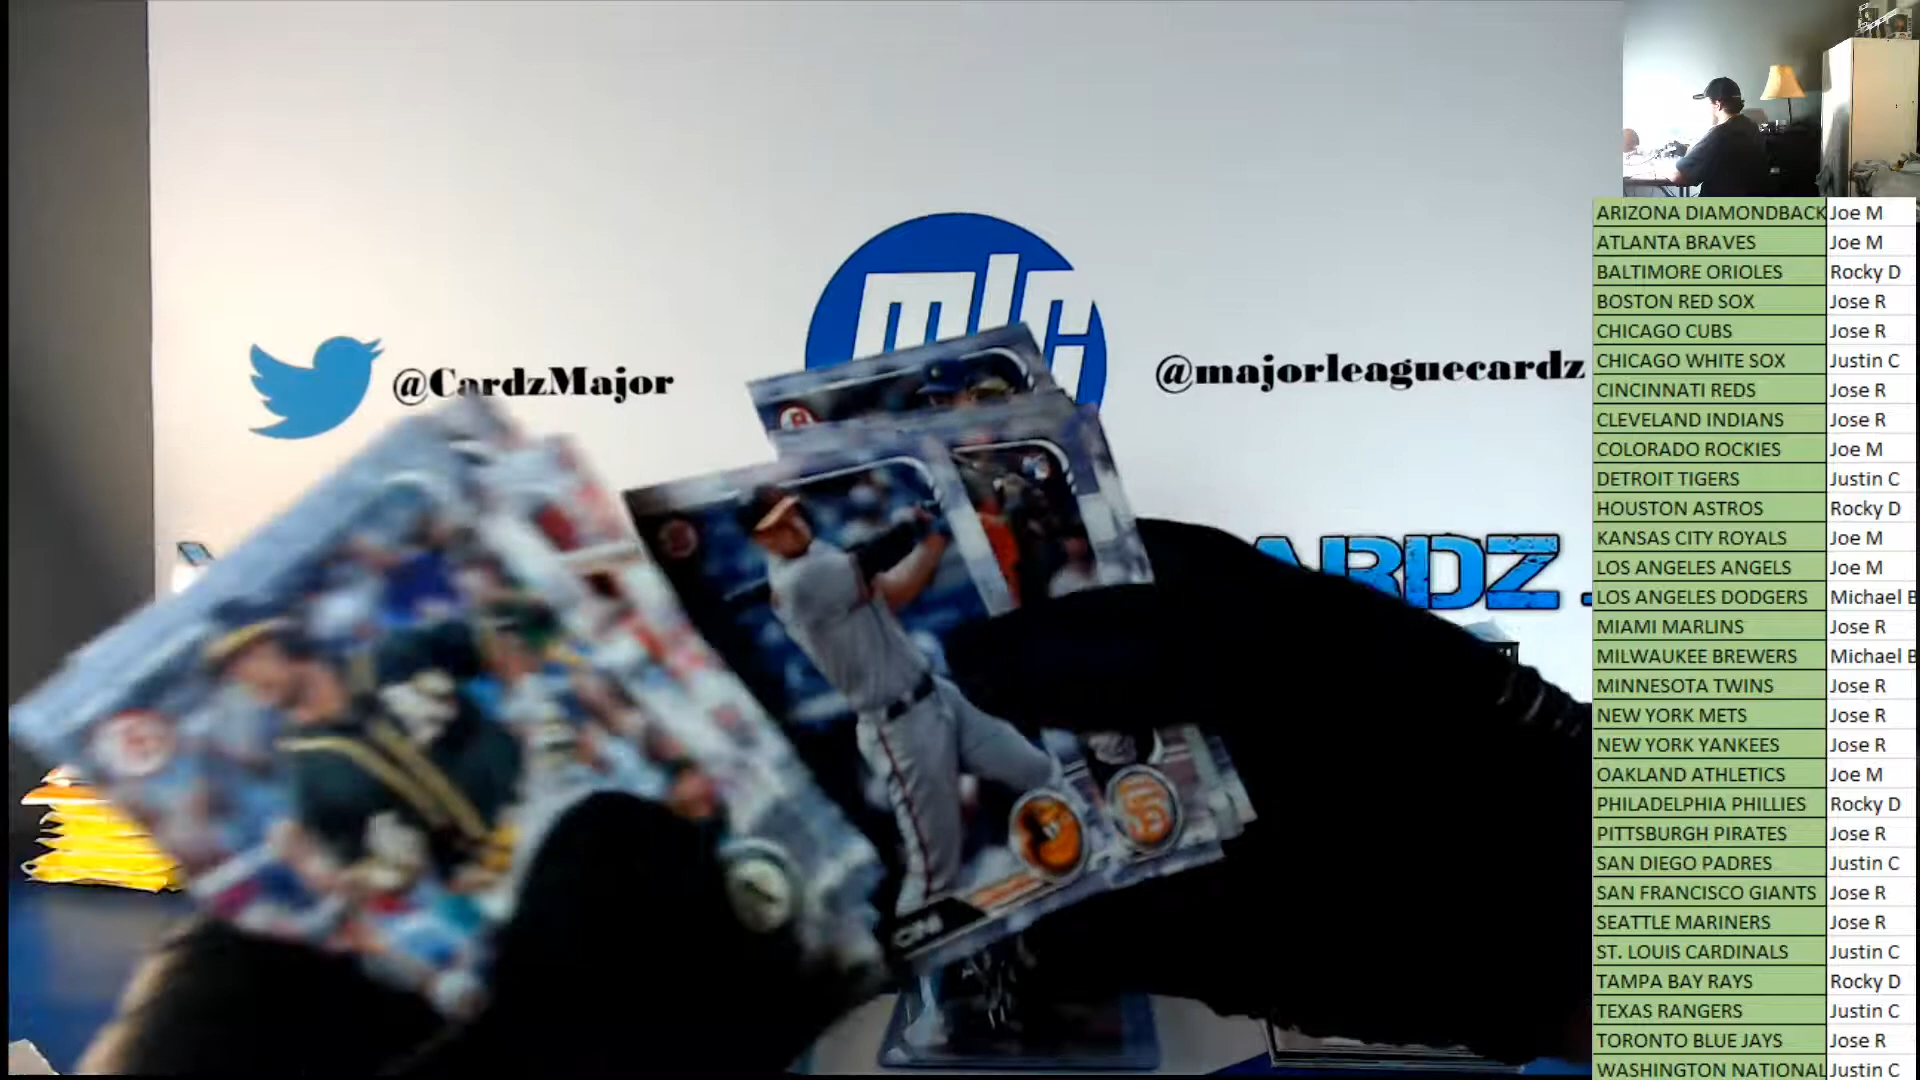 @CardzMajor
mlc
@majorleaguecardz
ARDZ .
ARIZONA DIAMONDBACK Joe M
ATLANTA BRAVES Joe M
BALTIMORE ORIOLES Rocky D
BOSTON RED SOX Jose R
CHICAGO CUBS Jose R
CHICAGO WHITE SOX Justin C
CINCINNATI REDS Jose R
CLEVELAND INDIANS Jose R
COLORADO ROCKIES Joe M
DETROIT TIGERS Justin C
HOUSTON ASTROS Rocky D
KANSAS CITY ROYALS Joe M
LOS ANGELES ANGELS Joe M
LOS ANGELES DODGERS Michael B
MIAMI MARLINS Jose R
MILWAUKEE BREWERS Michael B
MINNESOTA TWINS Jose R
NEW YORK METS Jose R
NEW YORK YANKEES Jose R
OAKLAND ATHLETICS Joe M
PHILADELPHIA PHILLIES Rocky D
PITTSBURGH PIRATES Jose R
SAN DIEGO PADRES Justin C
SAN FRANCISCO GIANTS Jose R
SEATTLE MARINERS Jose R
ST. LOUIS CARDINALS Justin C
TAMPA BAY RAYS Rocky D
TEXAS RANGERS Justin C
TORONTO BLUE JAYS Jose R
WASHINGTON NATIONAL Justin C